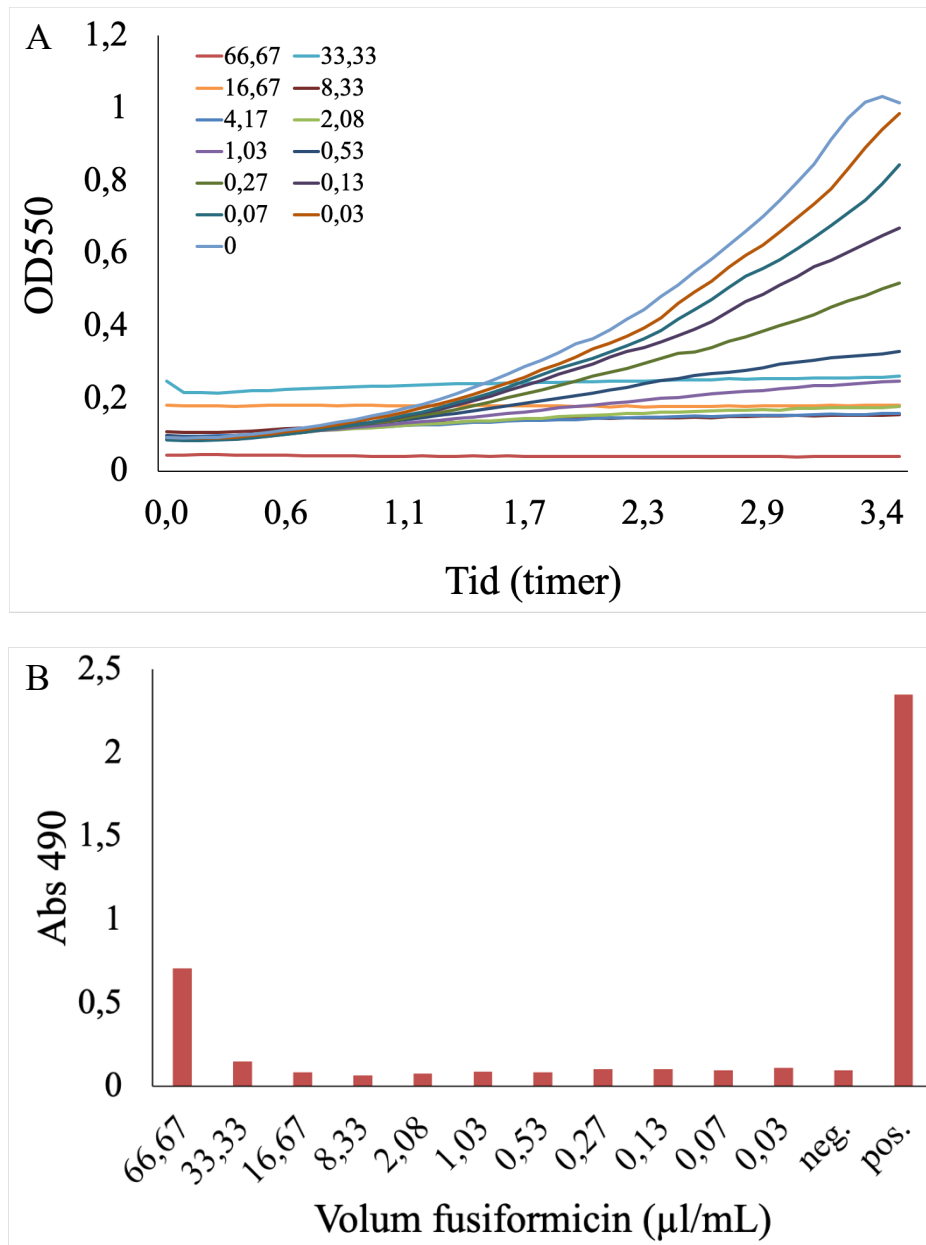 A
1,2
1
0,8
0,6
0,4
0,2
0
OD550
66,67 33,33
16,67 8,33
4,17 2,08
1,03 0,53
0,27 0,13
0,07 0,03
0
0,0 0,6 1,1 1,7 2,3 2,9 3,4
Tid (timer)
B
2,5
2
1,5
1
0,5
0
Abs 490
66,67 33,33 16,67 8,33 2,08 1,03 0,53 0,27 0,13 0,07 0,03 neg. pos.
Volum fusiformicin (µl/mL)